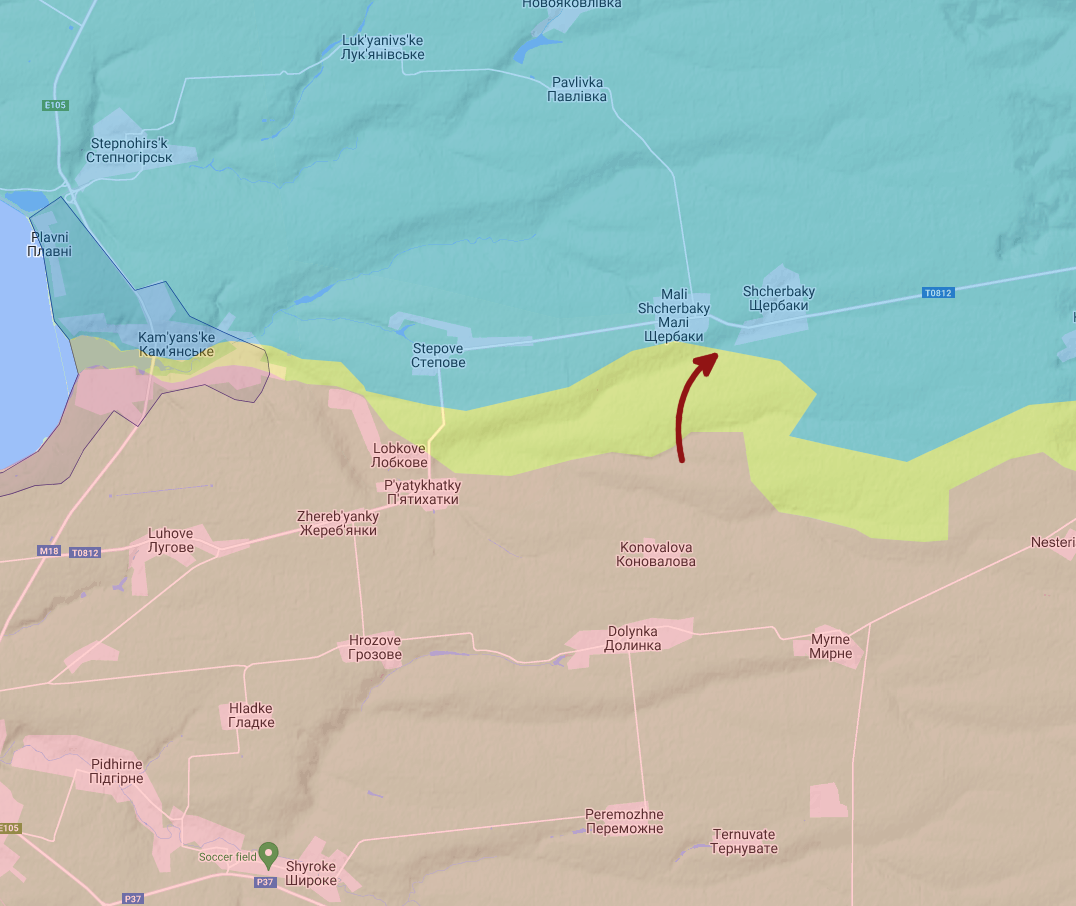 Новояковлівка
Luk'yanivs'ke
Лук'янівське
Pavlivka
Павлівка
E105
Stepnohirs'k
Степногірськ
Plavni
Плавні
Mali
Shcherbaky
Малі
Щербаки
Shcherbaky
Щербаки
T0812
Kam'yans'ke
Кам'янське
Stepove
Степове
Lobkove
Лобкове
P'yatykhatky
П'ятихатки
Zhereb'yanky
Жереб'янки
Luhove
Лугове
M18
T0812
Konovalova
Коновалова
Nesteri
Hrozove
Грозове
Dolynka
Долинка
Myrne
Мирне
Hladke
Гладке
Pidhirne
Підгірне
E105
Peremozhne
Переможне
Ternuvate
Тернувате
Soccer field
Shyroke
Широке
P37
P37